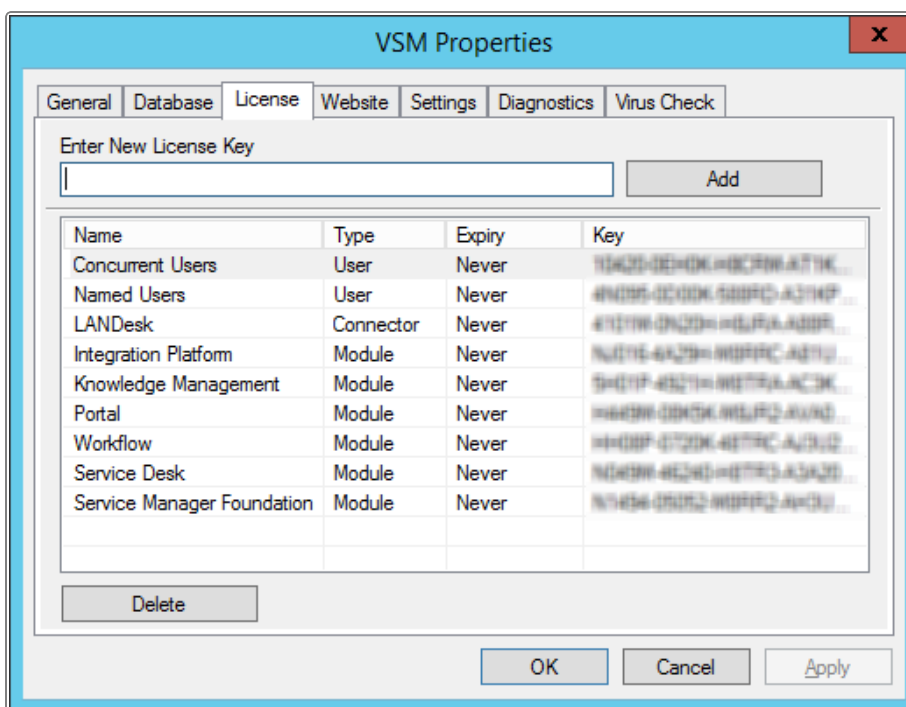 VSM Properties
x
General Database License Website Settings Diagnostics Virus Check
Enter New License Key
Add
Name Type Expiry Key
Concurrent Users User Never
Named Users User Never
LANDesk Connector Never
Integration Platform Module Never
Knowledge Management Module Never
Portal Module Never
Workflow Module Never
Service Desk Module Never
Service Manager Foundation Module Never
Delete
OK Cancel Apply